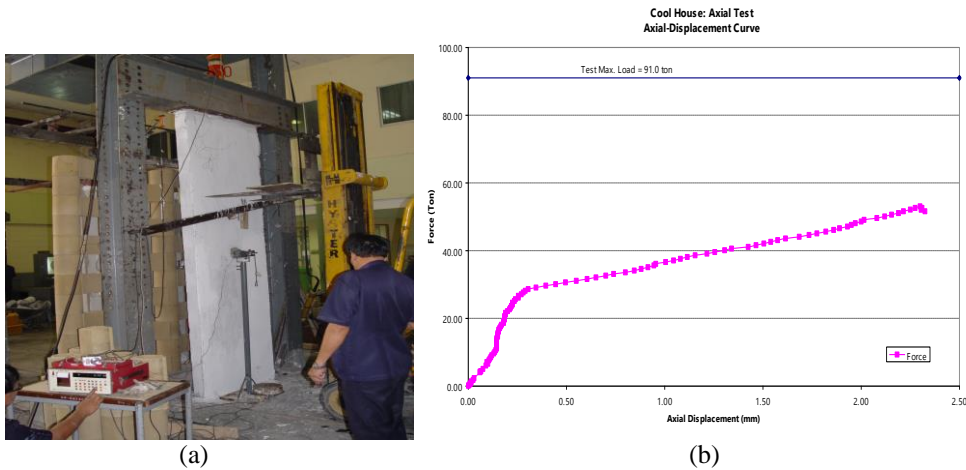 Cool House: Axial Test
Axial-Displacement Curve
100.00
Test Max. Load = 91.0 ton
80.00
60.00
40.00
20.00
0.00
Force (Ton)
Force
0.00 0.50 1.00 1.50 2.00 2.50
Axial Displacement (mm)
HYSTER
(a) (b)